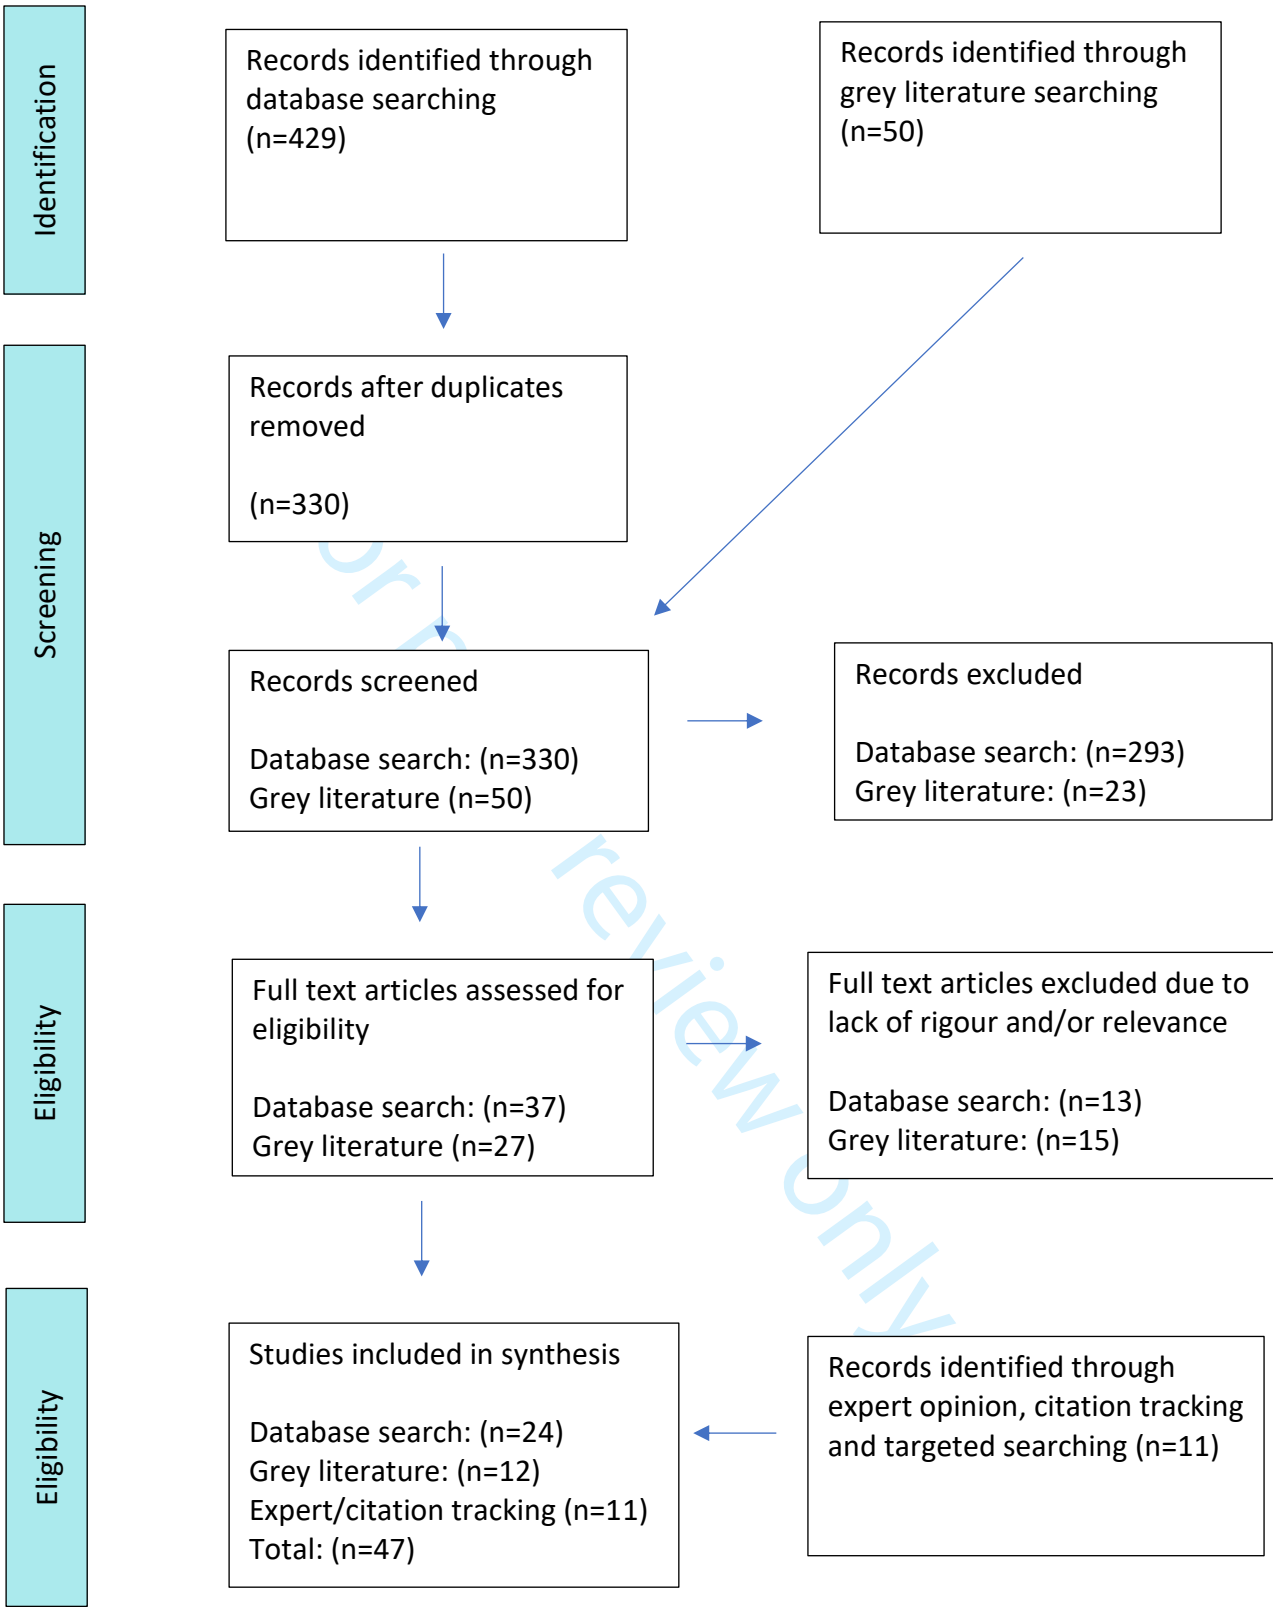 Identification
Records identified through
database searching
(n=429)
Records identified through
grey literature searching
(n=50)
Screening
Records after duplicates
removed
(n=330)
Records screened
Database search: (n=330)
Grey literature (n=50)
Records excluded
Database search: (n=293)
Grey literature: (n=23)
Eligibility
Full text articles assessed for
eligibility
Database search: (n=37)
Grey literature (n=27)
Full text articles excluded due to
lack of rigour and/or relevance
Database search: (n=13)
Grey literature: (n=15)
Eligibility
Studies included in synthesis
Database search: (n=24)
Grey literature: (n=12)
Expert/citation tracking (n=11)
Total: (n=47)
Records identified through
expert opinion, citation tracking
and targeted searching (n=11)
review only